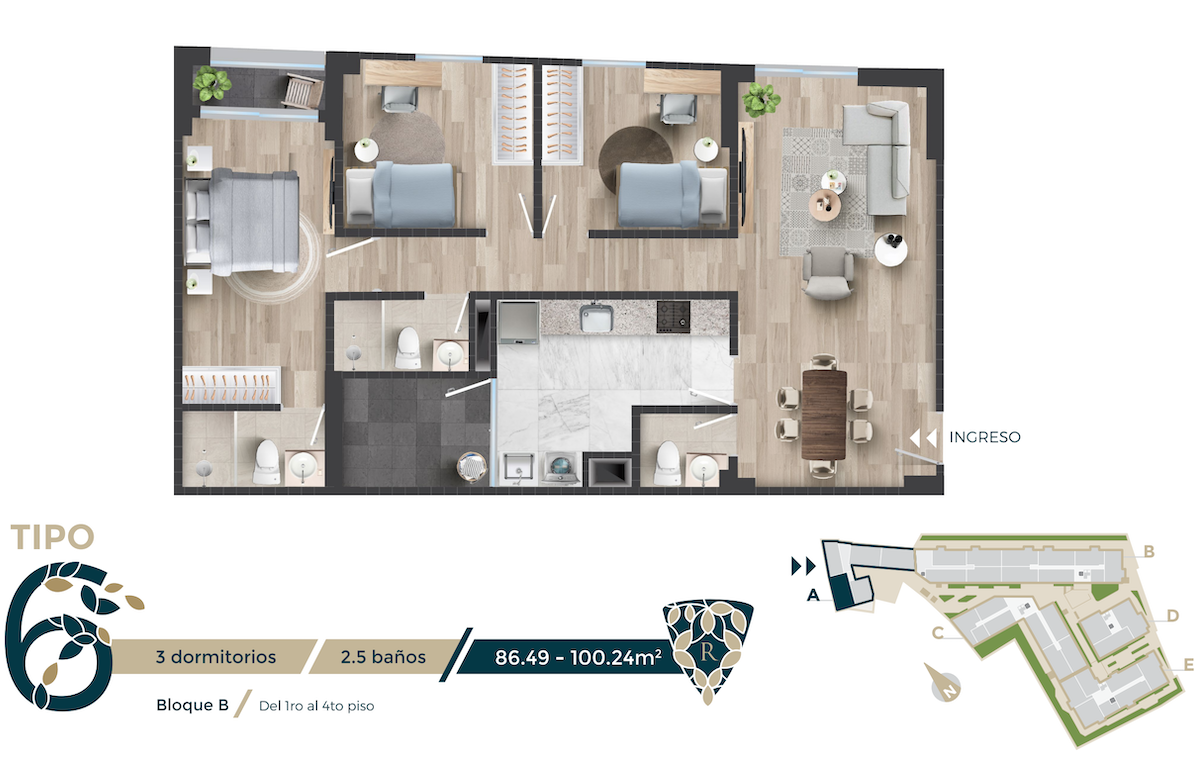 INGRESO
TIPO
6
3 dormitorios
2.5 baños
86.49 - 100.24m²
R
Bloque B / Del 1ro al 4to piso
A
B
C
D
E
N